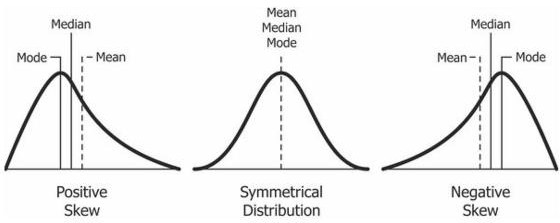 Median
Mode
Mean
Positive
Skew
Mean
Median
Mode
Symmetrical
Distribution
Median
Mean
Mode
Negative
Skew